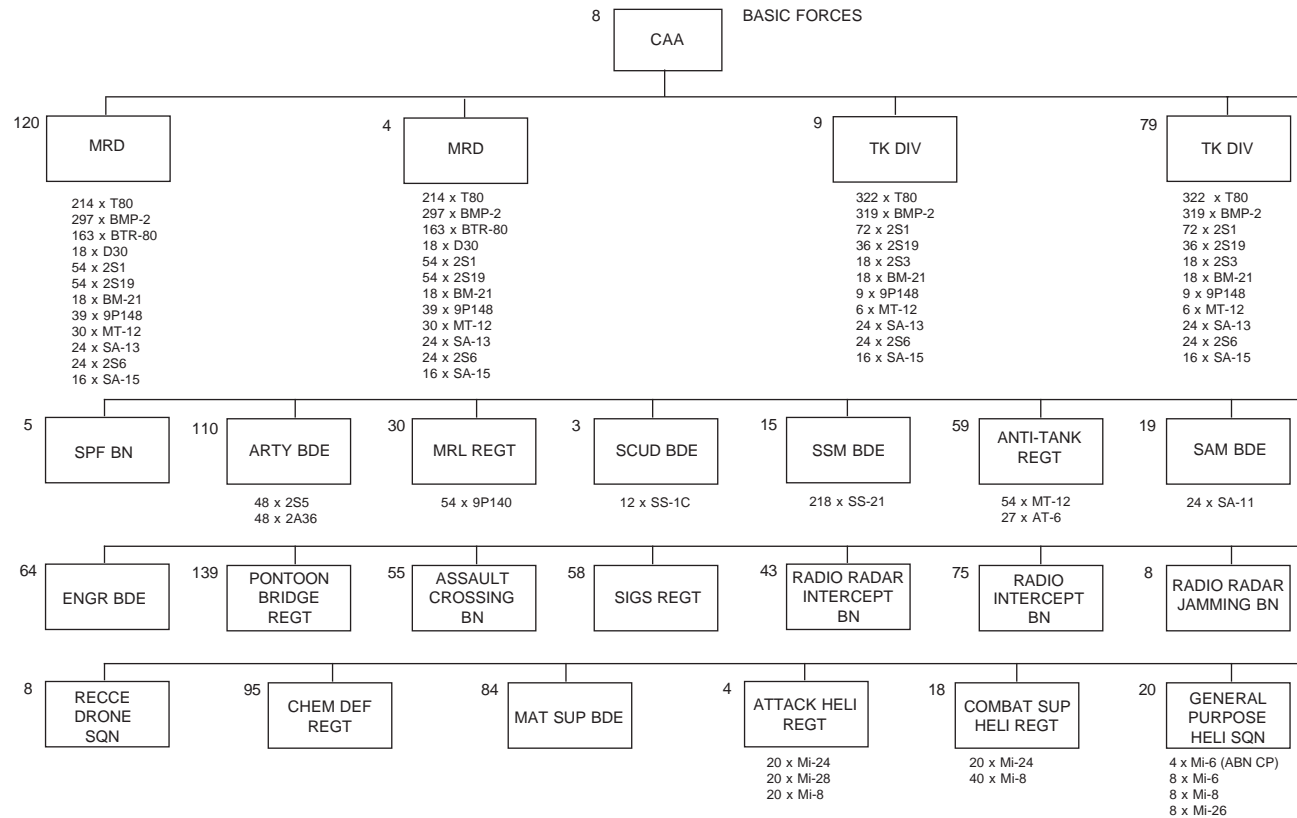 8 BASIC FORCES
CAA
120 MRD
214 x T80
297 x BMP-2
163 x BTR-80
18 x D30
54 x 2S1
54 x 2S19
18 x BM-21
39 x 9P148
30 x MT-12
24 x SA-13
24 x 2S6
16 x SA-15
4 MRD
214 x T80
297 x BMP-2
163 x BTR-80
18 x D30
54 x 2S1
54 x 2S19
18 x BM-21
39 x 9P148
30 x MT-12
24 x SA-13
24 x 2S6
16 x SA-15
9 TK DIV
322 x T80
319 x BMP-2
72 x 2S1
36 x 2S19
18 x 2S3
18 x BM-21
9 x 9P148
6 x MT-12
24 x SA-13
24 x 2S6
16 x SA-15
79 TK DIV
322 x T80
319 x BMP-2
72 x 2S1
36 x 2S19
18 x 2S3
18 x BM-21
9 x 9P148
6 x MT-12
24 x SA-13
24 x 2S6
16 x SA-15
5 SPF BN
110 ARTY BDE
48 x 2S5
48 x 2A36
30 MRL REGT
54 x 9P140
3 SCUD BDE
12 x SS-1C
15 SSM BDE
218 x SS-21
59 ANTI-TANK
REGT
54 x MT-12
27 x AT-6
19 SAM BDE
24 x SA-11
64 ENGR BDE
139 PONTOON
BRIDGE
REGT
55 ASSAULT
CROSSING
BN
58 SIGS REGT
43 RADIO RADAR
INTERCEPT
BN
75 RADIO
INTERCEPT
BN
8 RADIO RADAR
JAMMING BN
8 RECCE
DRONE
SQN
95 CHEM DEF
REGT
84 MAT SUP BDE
4 ATTACK HELI
REGT
20 x Mi-24
20 x Mi-28
20 x Mi-8
18 COMBAT SUP
HELI REGT
20 x Mi-24
40 x Mi-8
20 GENERAL
PURPOSE
HELI SQN
4 x Mi-6 (ABN CP)
8 x Mi-6
8 x Mi-8
8 x Mi-26